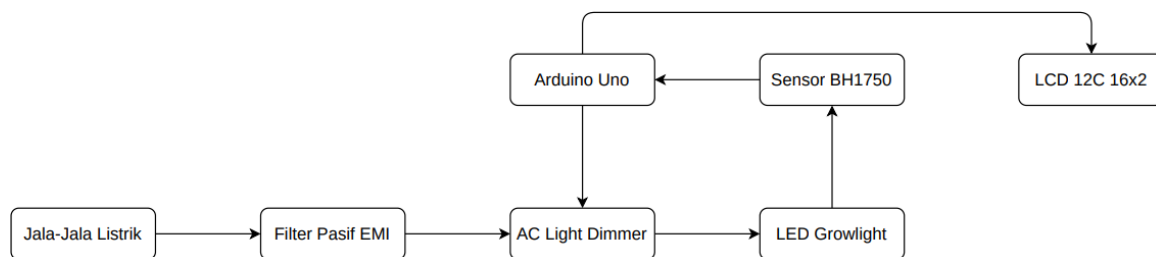 Arduino Uno
Sensor BH1750
LCD 12C 16x2
Jala-Jala Listrik
Filter Pasif EMI
AC Light Dimmer
LED Growlight